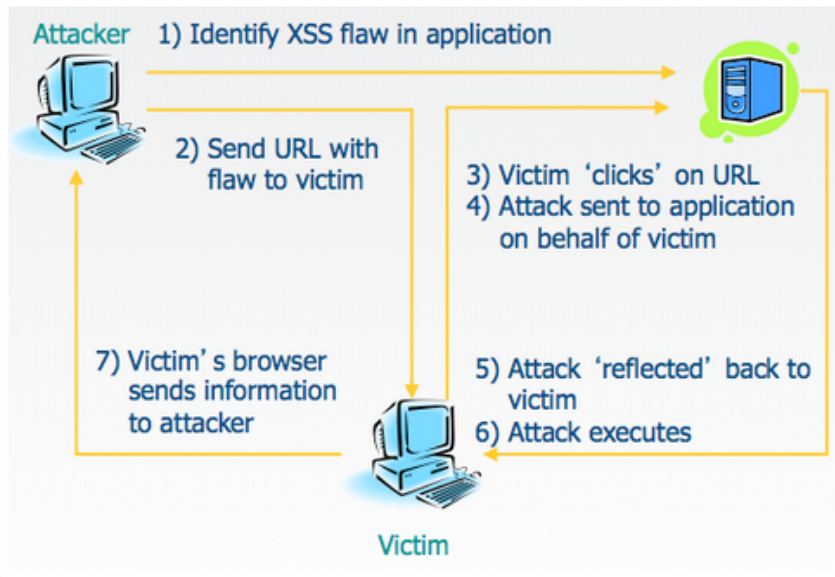 Attacker
1) Identify XSS flaw in application
2) Send URL with
flaw to victim
3) Victim ‘clicks’ on URL
4) Attack sent to application
on behalf of victim
5) Attack ‘reflected’ back to
victim
6) Attack executes
7) Victim’s browser
sends information
to attacker
Victim